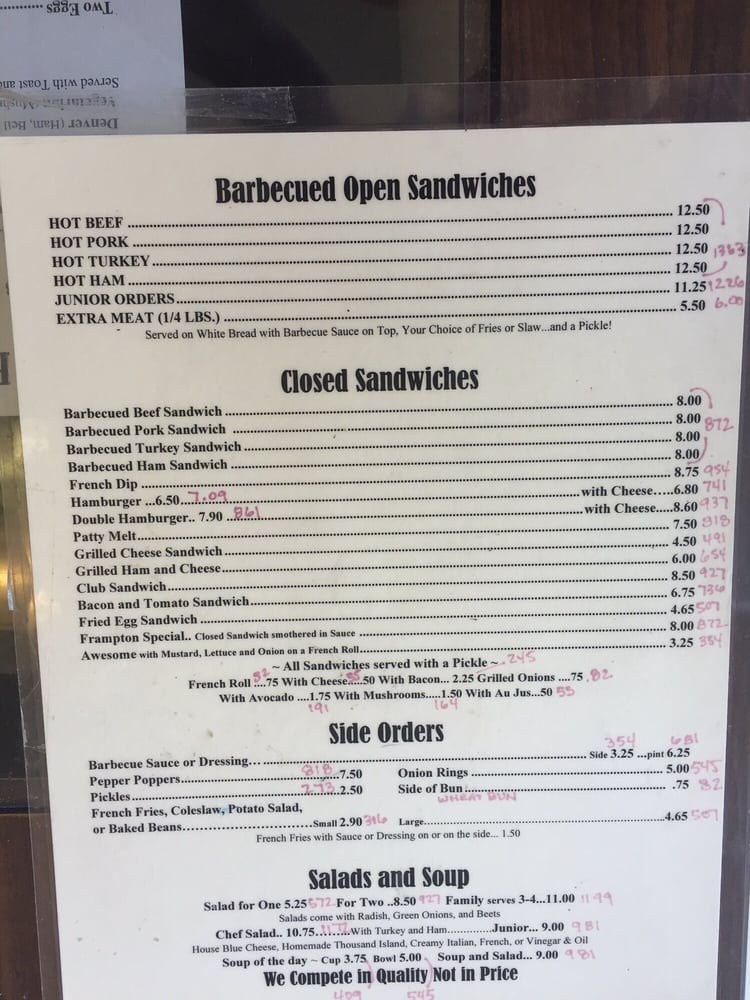 Two Eggs
Served with Toast and
Vegetarian (Mush
Denver (Ham, Bell
Barbecued Open Sandwiches
HOT BEEF 12.50
HOT PORK 12.50
HOT TURKEY 12.50 1363
HOT HAM 12.50
JUNIOR ORDERS 11.25 1226
EXTRA MEAT (1/4 LBS.) 5.50 6.00
Served on White Bread with Barbecue Sauce on Top, Your Choice of Fries or Slaw...and a Pickle!
Closed Sandwiches
Barbecued Beef Sandwich 8.00
Barbecued Pork Sandwich 8.00 872
Barbecued Turkey Sandwich 8.00
Barbecued Ham Sandwich 8.00
French Dip 8.75 954
Hamburger ...6.50 7.09 with Cheese.....6.80 741
Double Hamburger.. 7.90 861 with Cheese.....8.60 937
Patty Melt 7.50 818
Grilled Cheese Sandwich 4.50 491
Grilled Ham and Cheese 6.00 654
Club Sandwich 8.50 927
Bacon and Tomato Sandwich 6.75 736
Fried Egg Sandwich 4.65 507
Frampton Special.. Closed Sandwich smothered in Sauce 8.00 872
Awesome with Mustard, Lettuce and Onion on a French Roll 3.25 354
~ All Sandwiches served with a Pickle ~ .245
82 55
French Roll ....75 With Cheese....50 With Bacon... 2.25 Grilled Onions ....75 .82
With Avocado ....1.75 With Mushrooms.....1.50 With Au Jus...50 55
191 164
Side Orders
354 681
Barbecue Sauce or Dressing... Side 3.25 ...pint 6.25
Pepper Poppers 818 7.50 Onion Rings 5.00 545
Pickles 273 2.50 Side of Bun .75 82
WHEAT BUN
French Fries, Coleslaw, Potato Salad,
or Baked Beans Small 2.90 316 Large 4.65 507
French Fries with Sauce or Dressing on or on the side... 1.50
Salads and Soup
Salad for One 5.25 572 For Two ..8.50 927 Family serves 3-4...11.00 1199
Salads come with Radish, Green Onions, and Beets
Chef Salad.. 10.75 1172 With Turkey and Ham Junior... 9.00 981
House Blue Cheese, Homemade Thousand Island, Creamy Italian, French, or Vinegar & Oil
Soup of the day ~ Cup 3.75 Bowl 5.00 Soup and Salad... 9.00 981
We Compete in Quality Not in Price
409 545